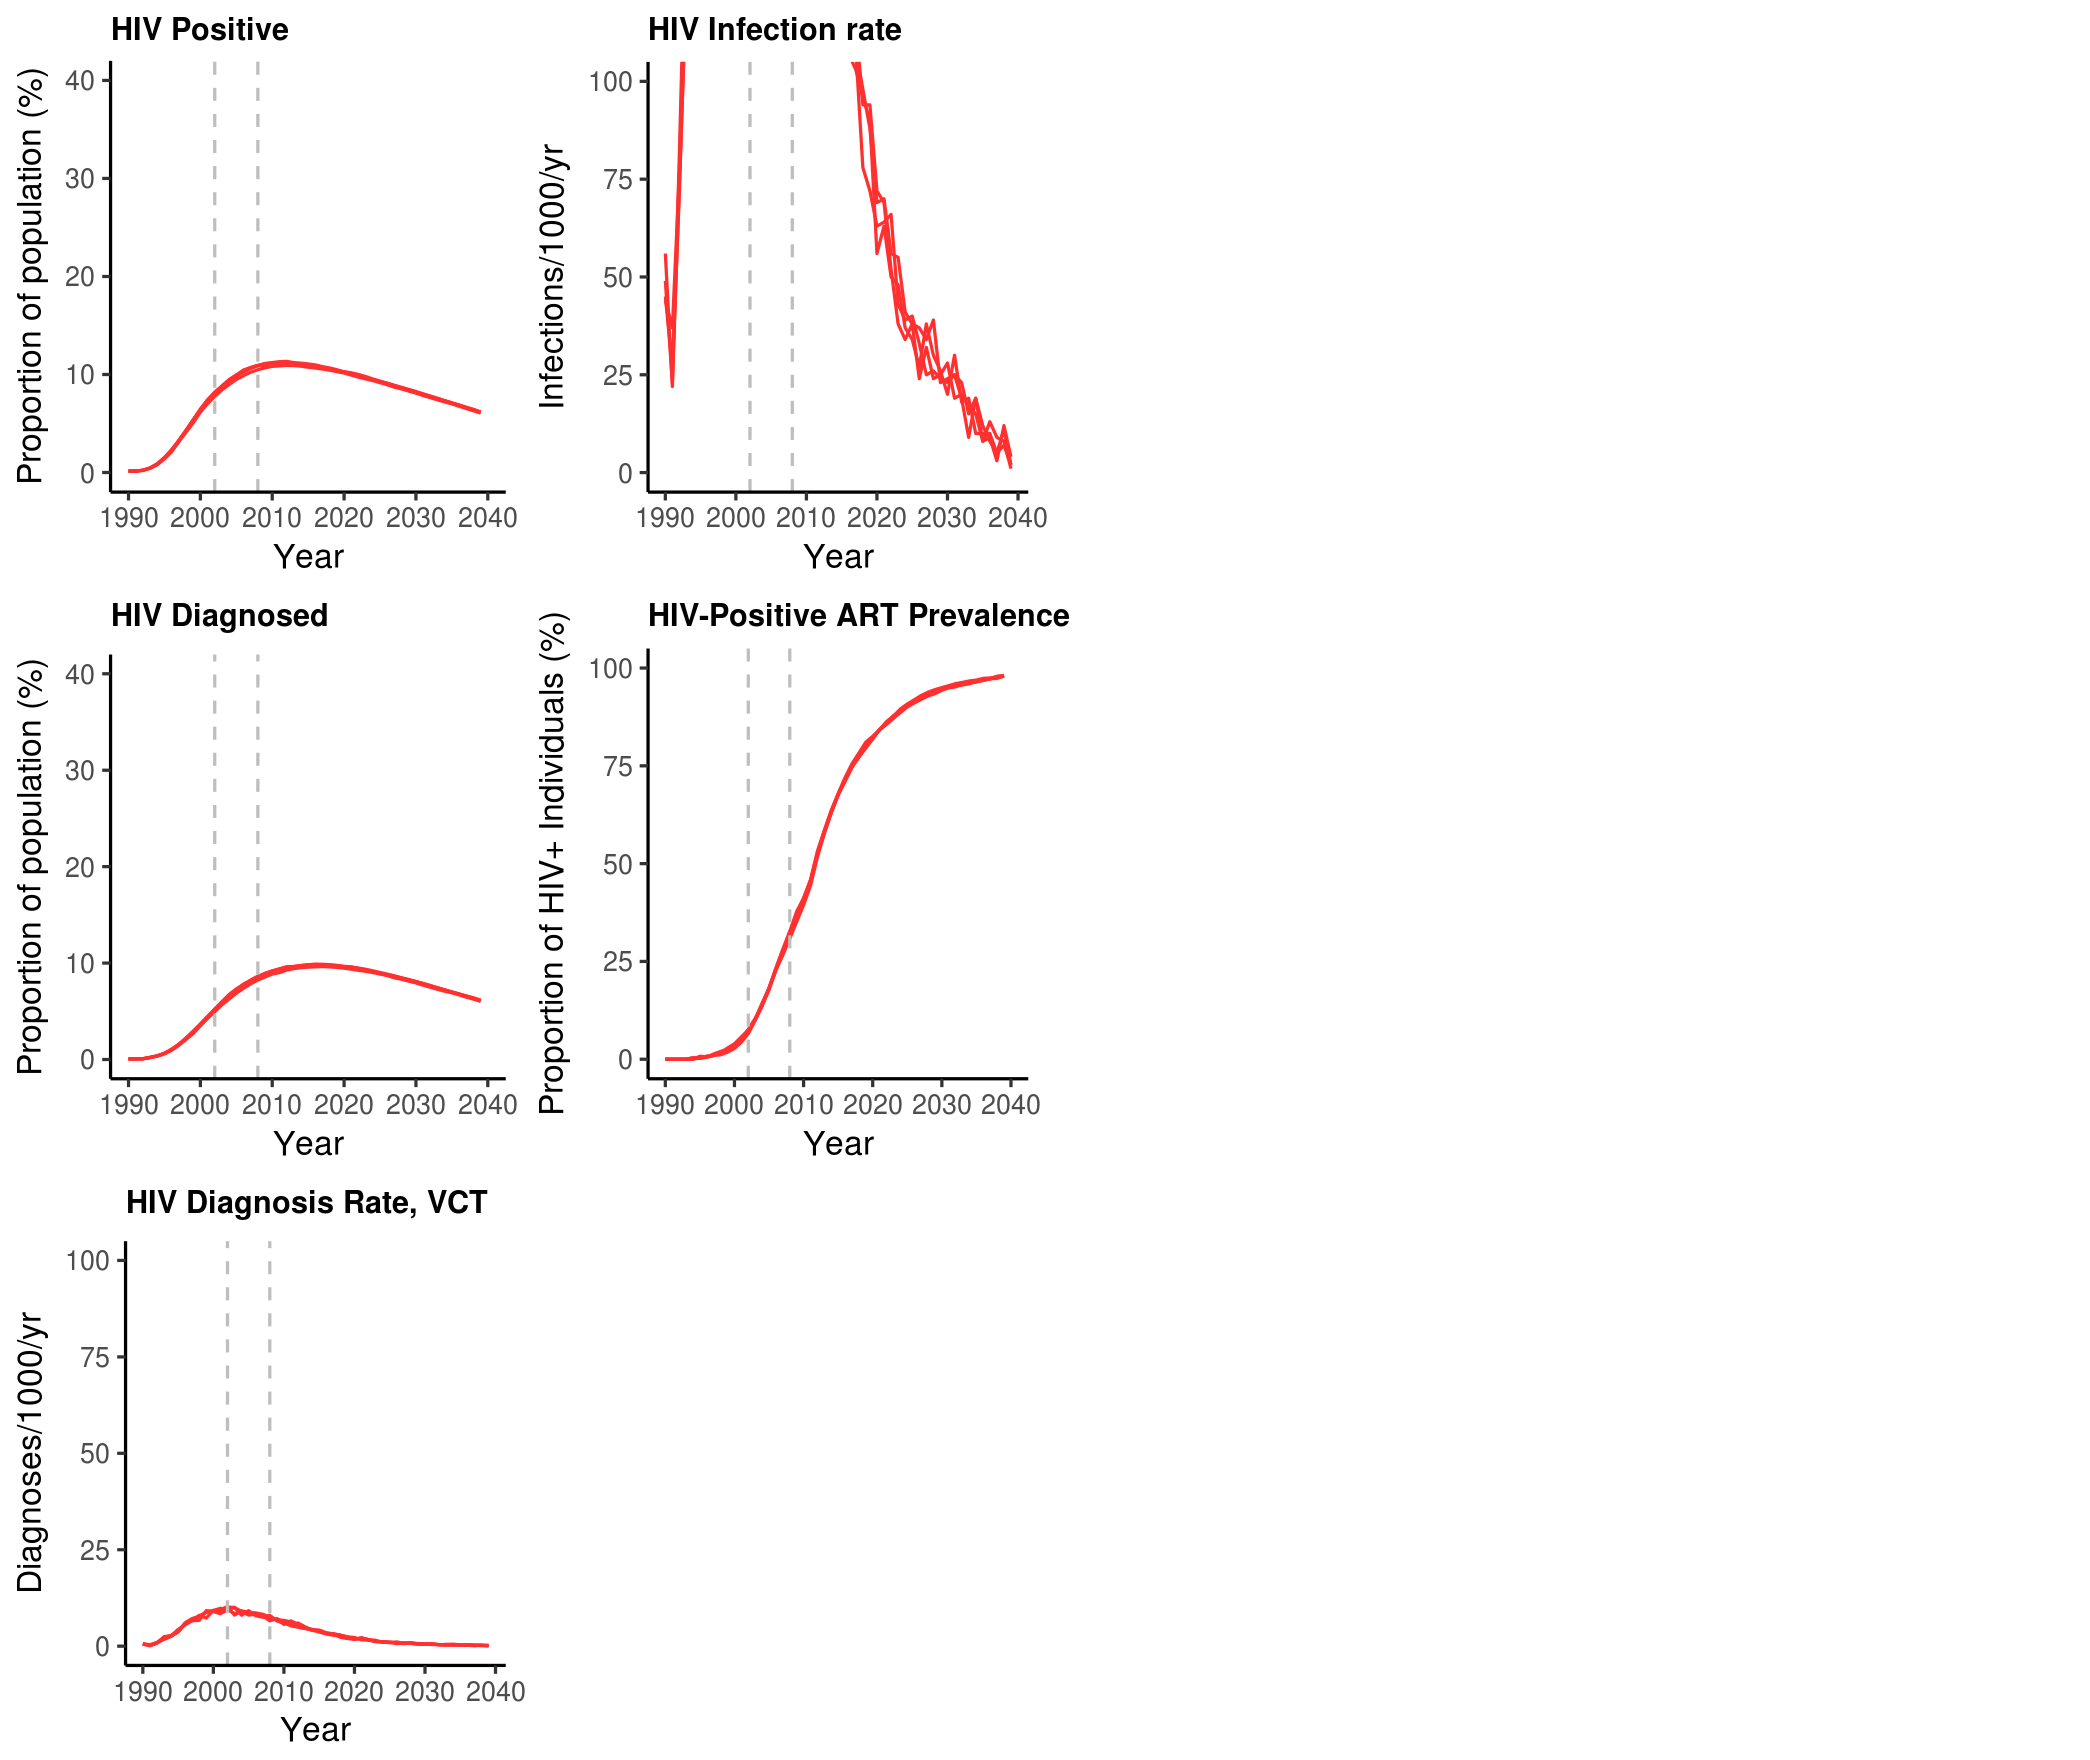 HIV Positive
Proportion of population (%)
40
30
20
10
0
1990 2000 2010 2020 2030 2040
Year
HIV Infection rate
Infections/1000/yr
100
75
50
25
0
1990 2000 2010 2020 2030 2040
Year
HIV Diagnosed
Proportion of population (%)
40
30
20
10
0
1990 2000 2010 2020 2030 2040
Year
HIV-Positive ART Prevalence
Proportion of HIV+ Individuals (%)
100
75
50
25
0
1990 2000 2010 2020 2030 2040
Year
HIV Diagnosis Rate, VCT
Diagnoses/1000/yr
100
75
50
25
0
1990 2000 2010 2020 2030 2040
Year